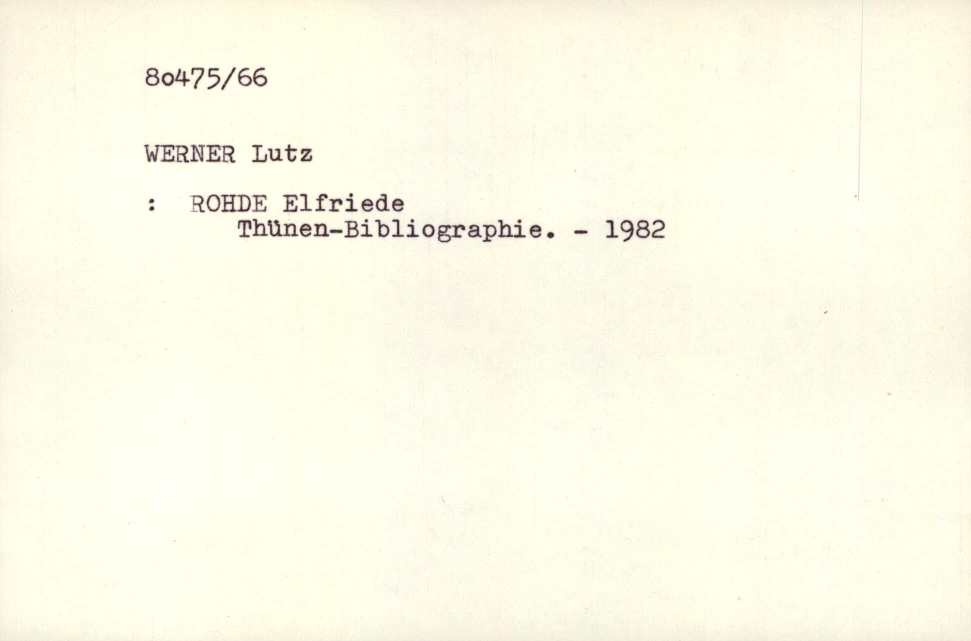 8o475/66
WERNER Lutz
: ROHDE Elfriede
Thünen-Bibliographie. - 1982